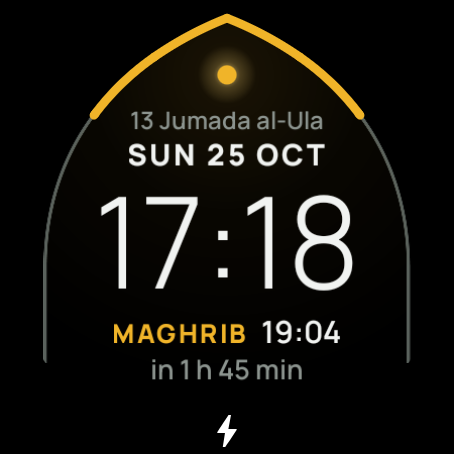 13 Jumada al-Ula
SUN 25 OCT
17:18
MAGHRIB 19:04
in 1 h 45 min